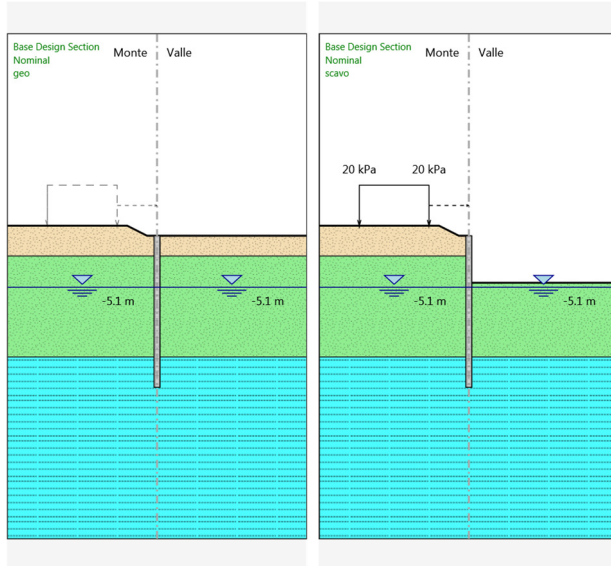 Base Design Section
Nominal
geo
Monte
Valle
-5.1 m
-5.1 m
Base Design Section
Nominal
scavo
Monte
Valle
20 kPa
20 kPa
-5.1 m
-5.1 m